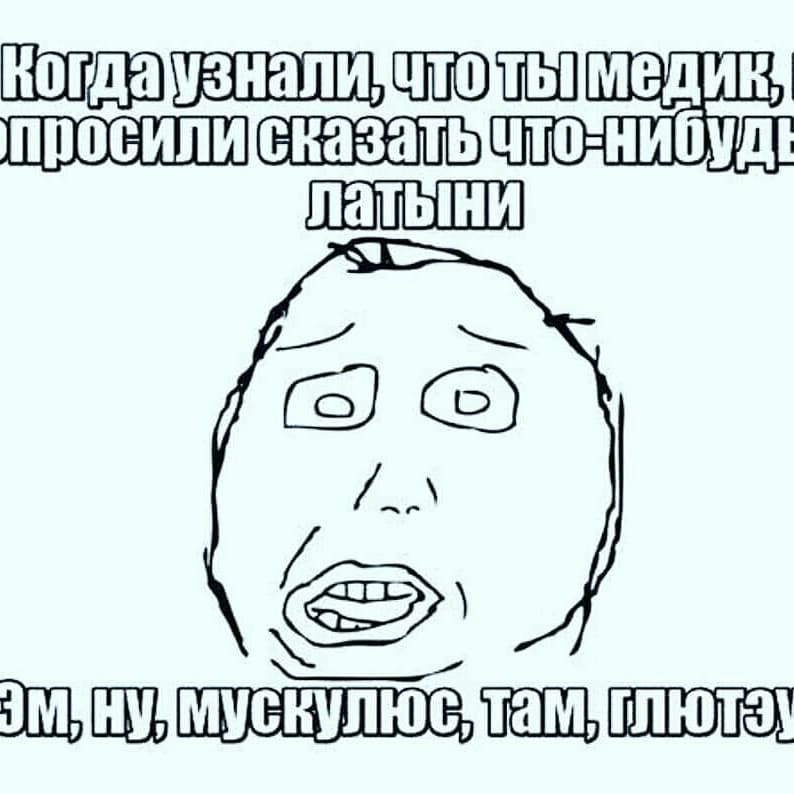 Когда узнали, что ты медик,
опросили сказать что-нибудь
латыни
Эм, ну, мускулюс, там, глютэу